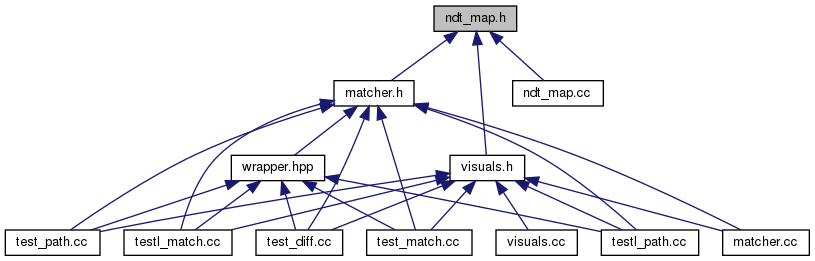 ndt_map.h
matcher.h
ndt_map.cc
wrapper.hpp
visuals.h
test_path.cc
testl_match.cc
test_diff.cc
test_match.cc
visuals.cc
testl_path.cc
matcher.cc